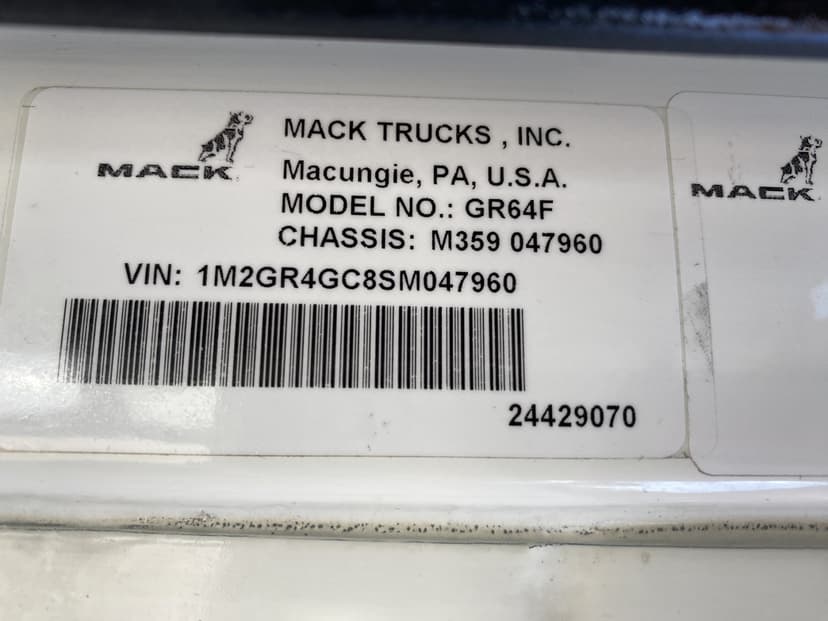 MACK
MACK TRUCKS , INC.
Macungie, PA, U.S.A.
MODEL NO.: GR64F
CHASSIS: M359 047960
VIN: 1M2GR4GC8SM047960
24429070
MACK